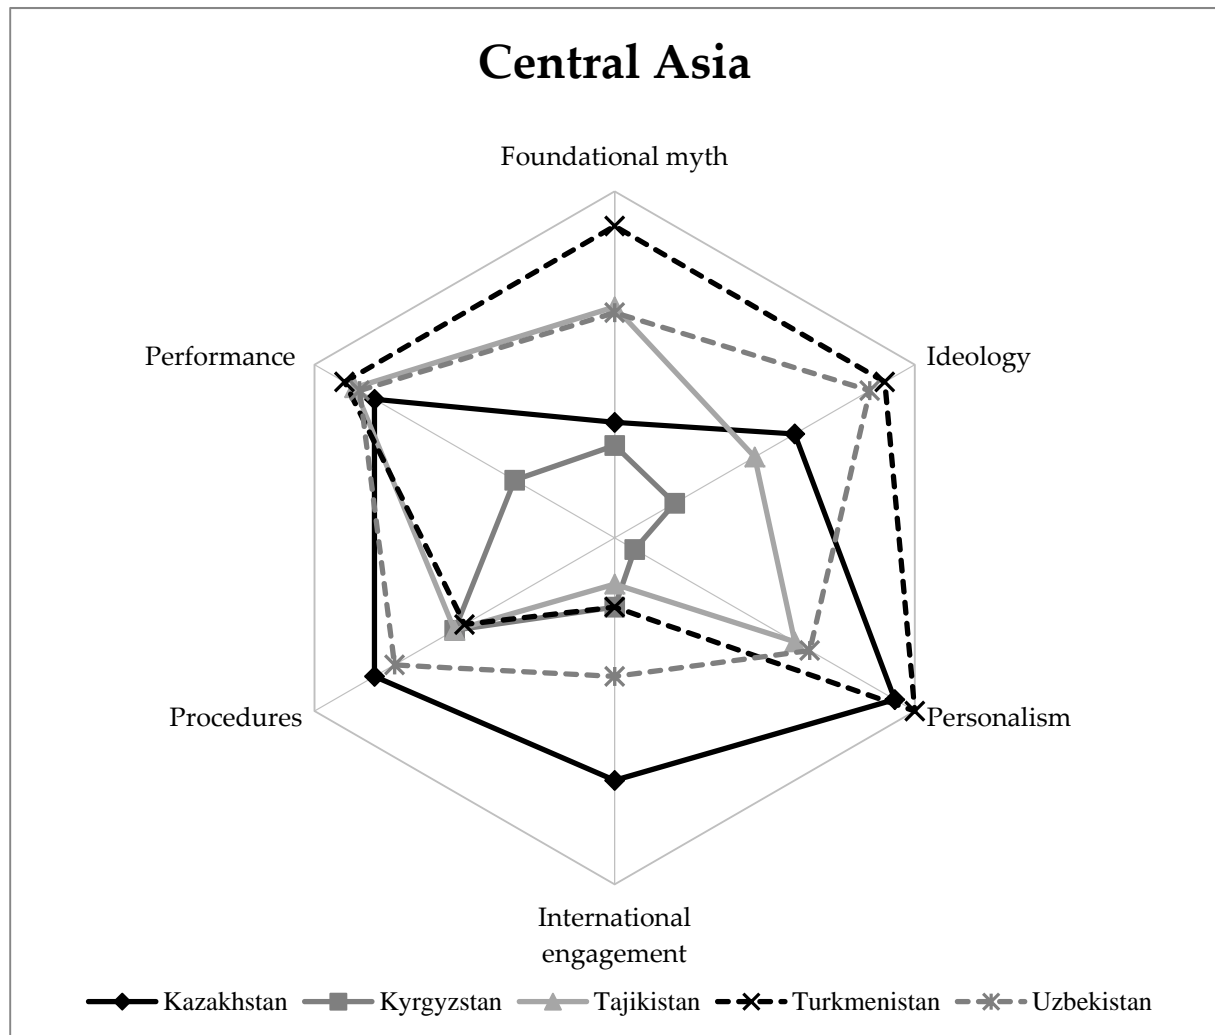 Central Asia
Foundational myth
Performance
Ideology
Procedures
Personalism
International
engagement
Kazakhstan Kyrgyzstan Tajikistan Turkmenistan Uzbekistan